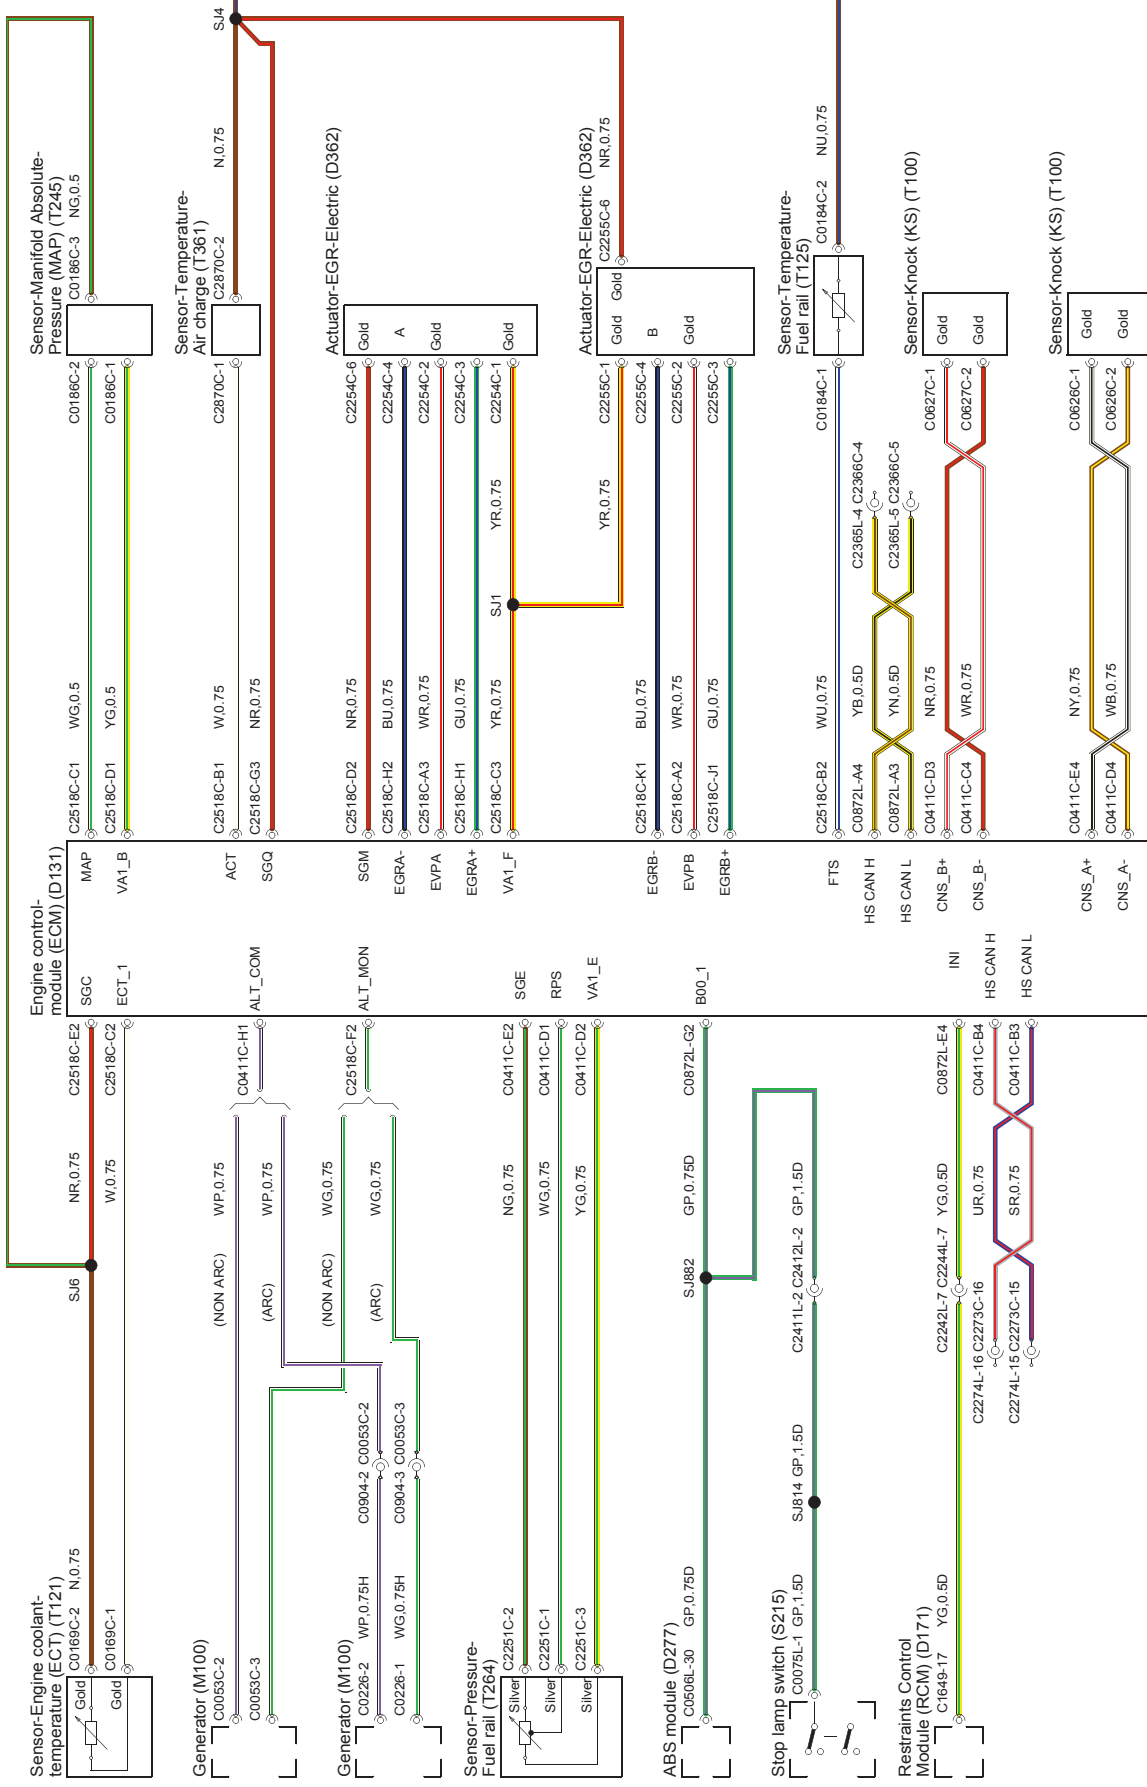 Sensor-Engine coolant-
temperature (ECT) (T121)
C0169C-2 N,0.75
Gold
C0169C-1
Gold
SJ6
NR,0.75
W,0.75
C2518C-E2
C2518C-C2
Engine control-
module (ECM) (D131)
SGC
ECT_1
MAP
VA1_B
C2518C-C1
C2518C-D1
WG,0.5
YG,0.5
C0186C-2
C0186C-1
Sensor-Manifold Absolute-
Pressure (MAP) (T245)
C0186C-3 NG,0.5
Generator (M100)
C0053C-2
C0053C-3
(NON ARC)
WP,0.75
(ARC)
WP,0.75
C0411C-H1
ALT_COM
ACT
SGQ
C2518C-B1
C2518C-G3
W,0.75
NR,0.75
C2870C-1
Sensor-Temperature-
Air charge (T361)
C2870C-2
N,0.75
SJ4
Generator (M100)
C0226-2
C0226-1
WP,0.75H
WG,0.75H
C0904-2 C0053C-2
C0904-3 C0053C-3
(NON ARC)
WG,0.75
(ARC)
WG,0.75
C2518C-F2
ALT_MON
SGM
EGRA-
EVPA
EGRA+
VA1_F
C2518C-D2
C2518C-H2
C2518C-A3
C2518C-H1
C2518C-C3
NR,0.75
BU,0.75
WR,0.75
GU,0.75
YR,0.75
SJ1
YR,0.75
C2254C-6
C2254C-4
C2254C-2
C2254C-3
C2254C-1
Actuator-EGR-Electric (D362)
Gold
A
Gold
Gold
Sensor-Pressure-
Fuel rail (T264)
C2251C-2
C2251C-1
C2251C-3
Silver
Silver
Silver
NG,0.75
WG,0.75
YG,0.75
C0411C-E2
C0411C-D1
C0411C-D2
SGE
RPS
VA1_E
EGRB-
EVPB
EGRB+
C2518C-K1
C2518C-A2
C2518C-J1
BU,0.75
WR,0.75
GU,0.75
YR,0.75
C2255C-1
C2255C-4
C2255C-2
C2255C-3
Actuator-EGR-Electric (D362)
C2255C-6 NR,0.75
Gold
Gold
B
Gold
ABS module (D277)
C0506L-30 GP,0.75D
SJ882
GP,0.75D
C0872L-G2
B00_1
Stop lamp switch (S215)
C0075L-1 GP,1.5D
SJ814 GP,1.5D
C2411L-2 C2412L-2 GP,1.5D
FTS
C2518C-B2
WU,0.75
C0184C-1
Sensor-Temperature-
Fuel rail (T125)
C0184C-2 NU,0.75
HS CAN H
HS CAN L
C0872L-A4
C0872L-A3
YB,0.5D
YN,0.5D
C2365L-4 C2366C-4
C2365L-5 C2366C-5
Restraints Control
Module (RCM) (D171)
C1649-17 YG,0.5D
C2242L-7 C2244L-7 YG,0.5D
C0872L-E4
INI
C2274L-16 C2273C-16
C2274L-15 C2273C-15
UR,0.75
SR,0.75
C0411C-B4
C0411C-B3
HS CAN H
HS CAN L
CNS_B+
CNS_B-
C0411C-D3
C0411C-C4
NR,0.75
WR,0.75
C0627C-1
C0627C-2
Sensor-Knock (KS) (T100)
Gold
Gold
CNS_A+
CNS_A-
C0411C-E4
C0411C-D4
NY,0.75
WB,0.75
C0626C-1
C0626C-2
Sensor-Knock (KS) (T100)
Gold
Gold